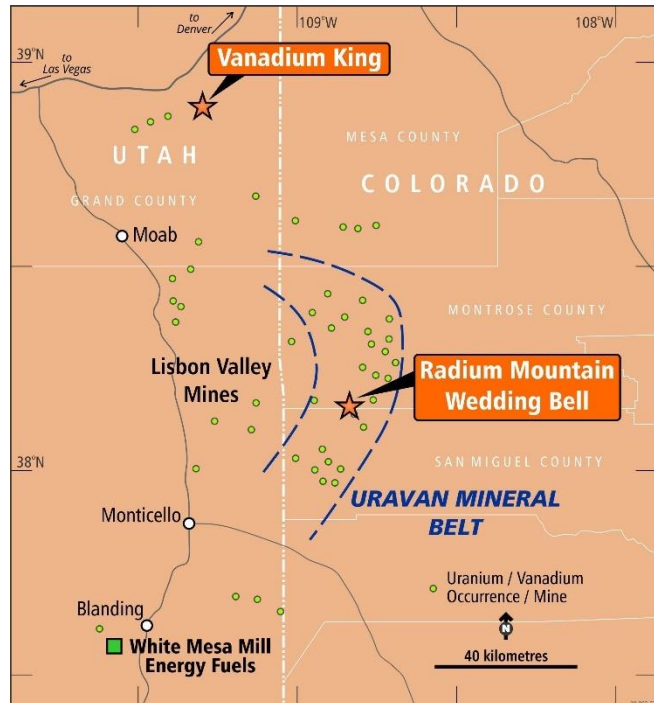 109°W
108°W
to
Denver
39°N
to
Las Vegas
Vanadium King
MESA COUNTY
UTAH
COLORADO
GRAND COUNTY
Moab
MONTROSE COUNTY
Lisbon Valley
Mines
Radium Mountain
Wedding Bell
38°N
SAN MIGUEL COUNTY
URAVAN MINERAL
BELT
Monticello
Uranium / Vanadium
Occurrence / Mine
Blanding
N
White Mesa Mill
Energy Fuels
40 kilometres